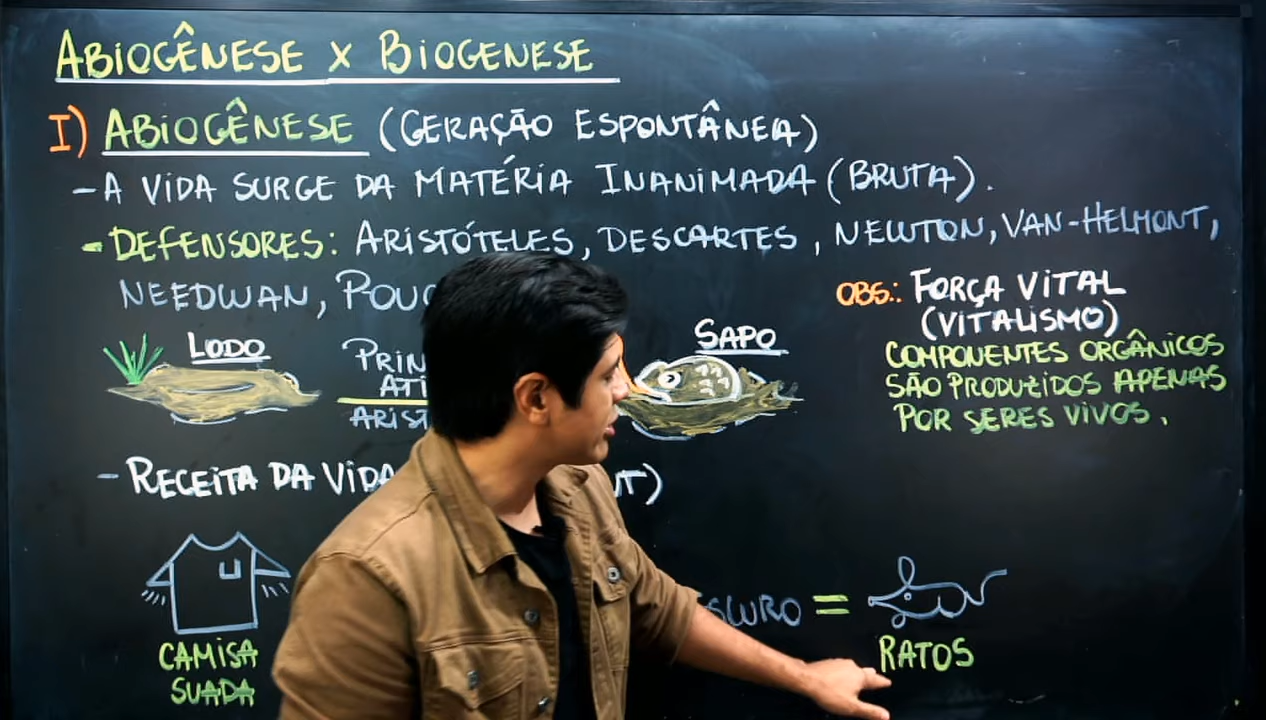 ABIOGÊNESE X BIOGENESE
I) ABIOGÊNESE (GERAÇÃO ESPONTÂNEA)
- A VIDA SURGE DA MATÉRIA INANIMADA (BRUTA).
- DEFENSORES: ARISTÓTELES, DESCARTES, NEWTON, VAN-HELMONT,
NEEDWAN,
OBS.: FORÇA VITAL
(VITALISMO)
COMPONENTES ORGÂNICOS
SÃO PRODUZIDOS APENAS
POR SERES VIVOS.
LODO
SAPO
- RECEITA DA VIDA
= RATOS
CAMISA
SUADA